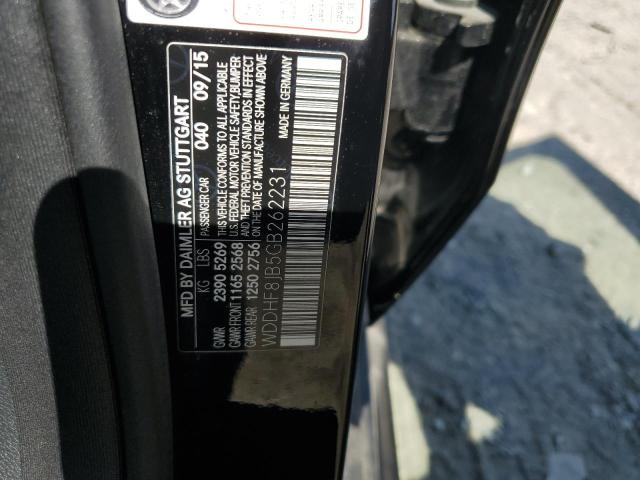 MFD BY DAIMLER AG STUTTGART
PASSENGER CAR 040 09/15
KG LBS
GVWR 2390 5269
GAWR FRONT 1165 2568
GAWR REAR 1250 2756
THIS VEHICLE CONFORMS TO ALL APPLICABLE
U.S. FEDERAL MOTOR VEHICLE SAFETY,BUMPER
AND THEFT PREVENTION STANDARDS IN EFFECT
ON THE DATE OF MANUFACTURE SHOWN ABOVE
WDDHF8JB5GB262231
MADE IN GERMANY